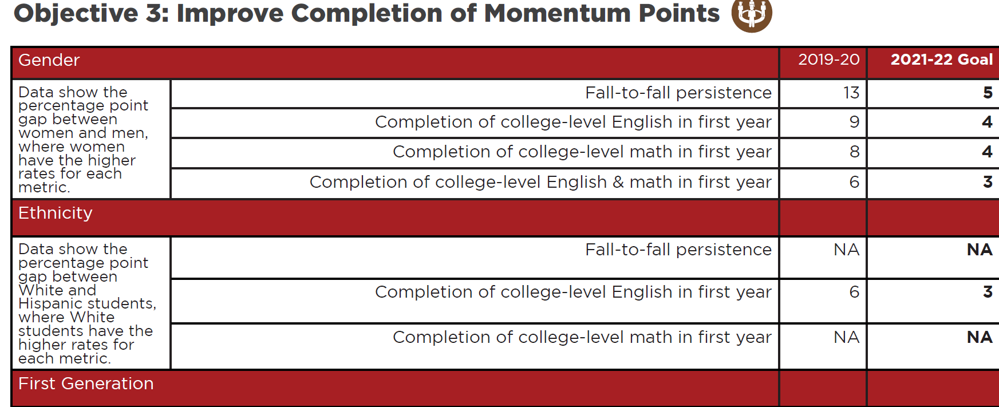 Objective 3: Improve Completion of Momentum Points
Gender 2019-20 2021-22 Goal
Data show the
percentage point
gap between
women and men,
where women
have the higher
rates for each
metric.
Fall-to-fall persistence 13 5
Completion of college-level English in first year 9 4
Completion of college-level math in first year 8 4
Completion of college-level English & math in first year 6 3
Ethnicity
Data show the
percentage point
gap between
White and
Hispanic students,
where White
students have the
higher rates for
each metric.
Fall-to-fall persistence NA NA
Completion of college-level English in first year 6 3
Completion of college-level math in first year NA NA
First Generation